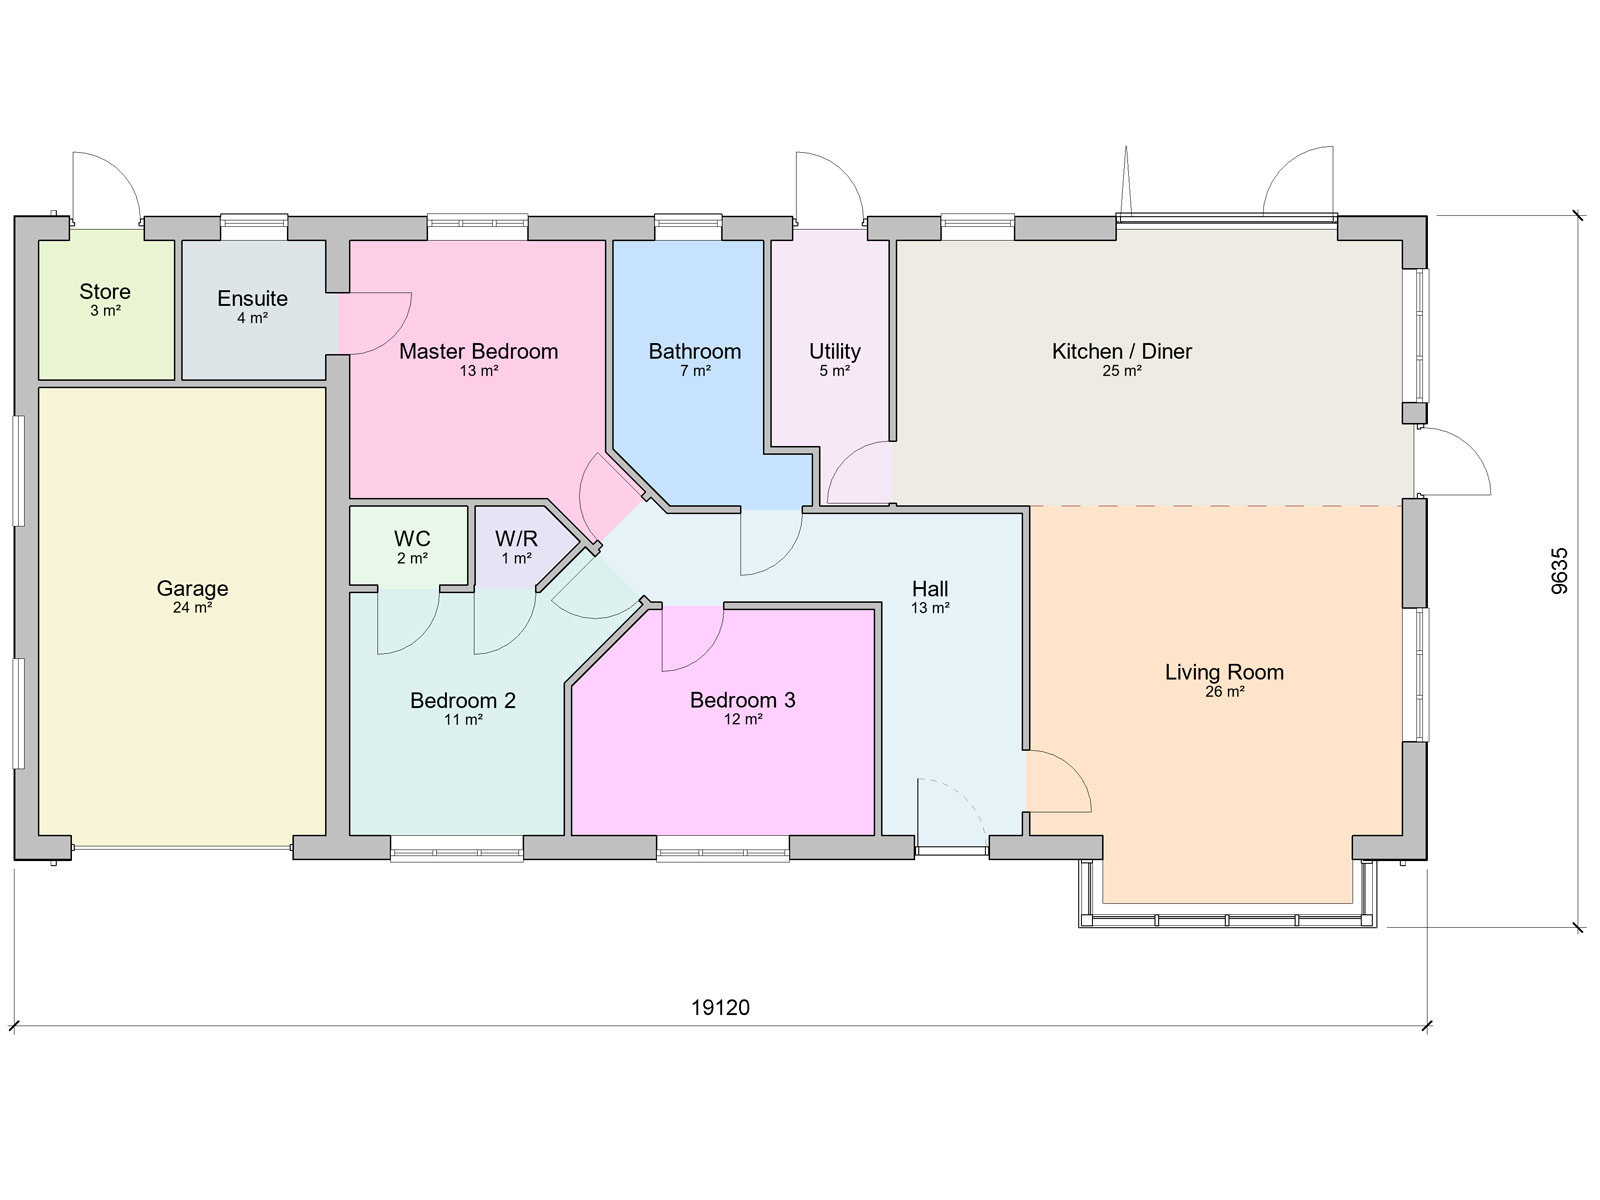 Store
3 m²
Ensuite
4 m²
Master Bedroom
13 m²
Bathroom
7 m²
Utility
5 m²
Kitchen / Diner
25 m²
WC
2 m²
W/R
1 m²
Garage
24 m²
Hall
13 m²
Living Room
26 m²
Bedroom 2
11 m²
Bedroom 3
12 m²
9635
19120